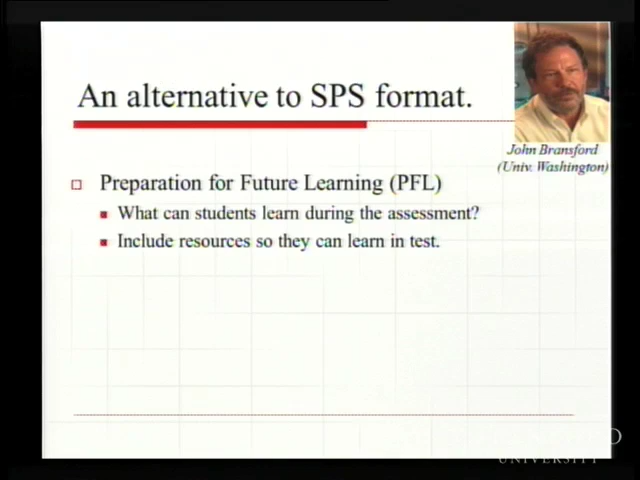 An alternative to SPS format.
John Bransford
(Univ. Washington)
Preparation for Future Learning (PFL)
What can students learn during the assessment?
Include resources so they can learn in test.
UNIVERSITY